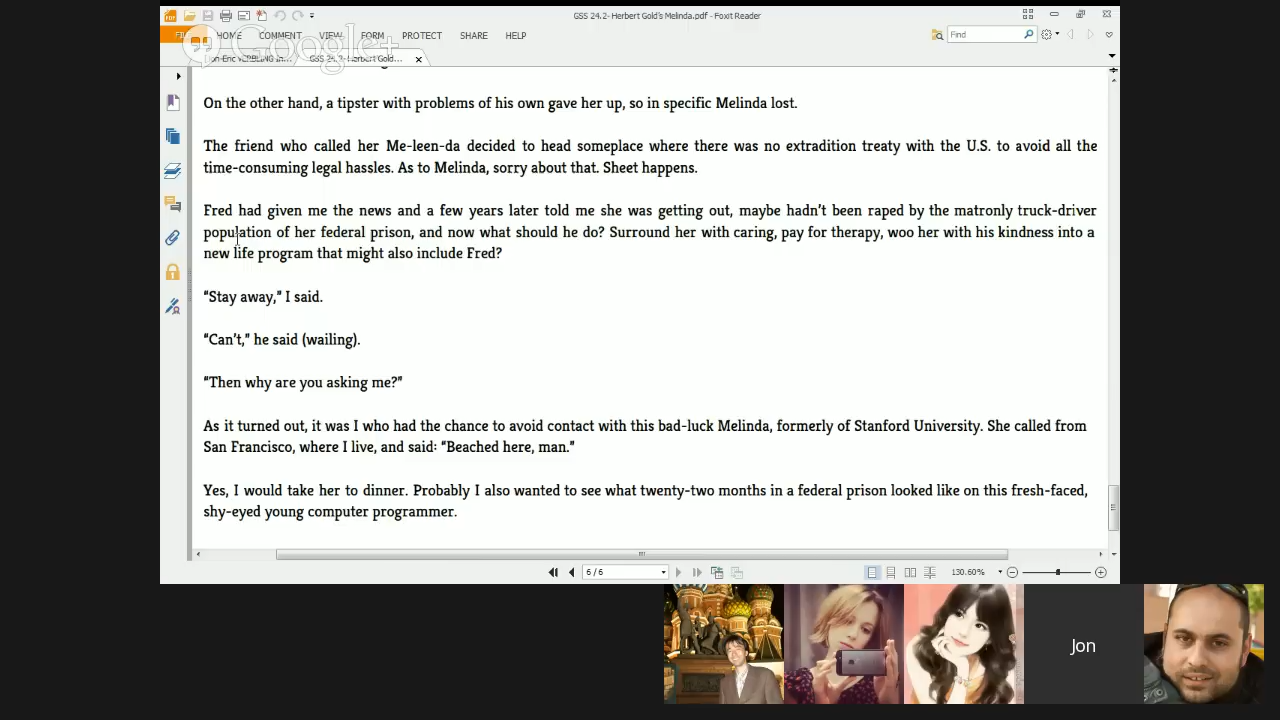 GSS 24.2- Herbert Gold's Melinda.pdf - Foxit Reader
HOME COMMENT VIEW FORM PROTECT SHARE HELP
Find
Google+
GSS 24.2- Herbert Gold...
On the other hand, a tipster with problems of his own gave her up, so in specific Melinda lost.
The friend who called her Me-leen-da decided to head someplace where there was no extradition treaty with the U.S. to avoid all the
time-consuming legal hassles. As to Melinda, sorry about that. Sheet happens.
Fred had given me the news and a few years later told me she was getting out, maybe hadn’t been raped by the matronly truck-driver
population of her federal prison, and now what should he do? Surround her with caring, pay for therapy, woo her with his kindness into a
new life program that might also include Fred?
“Stay away,” I said.
“Can’t,” he said (wailing).
“Then why are you asking me?”
As it turned out, it was I who had the chance to avoid contact with this bad-luck Melinda, formerly of Stanford University. She called from
San Francisco, where I live, and said: “Beached here, man.”
Yes, I would take her to dinner. Probably I also wanted to see what twenty-two months in a federal prison looked like on this fresh-faced,
shy-eyed young computer programmer.
6 / 6
130.60%
Jon